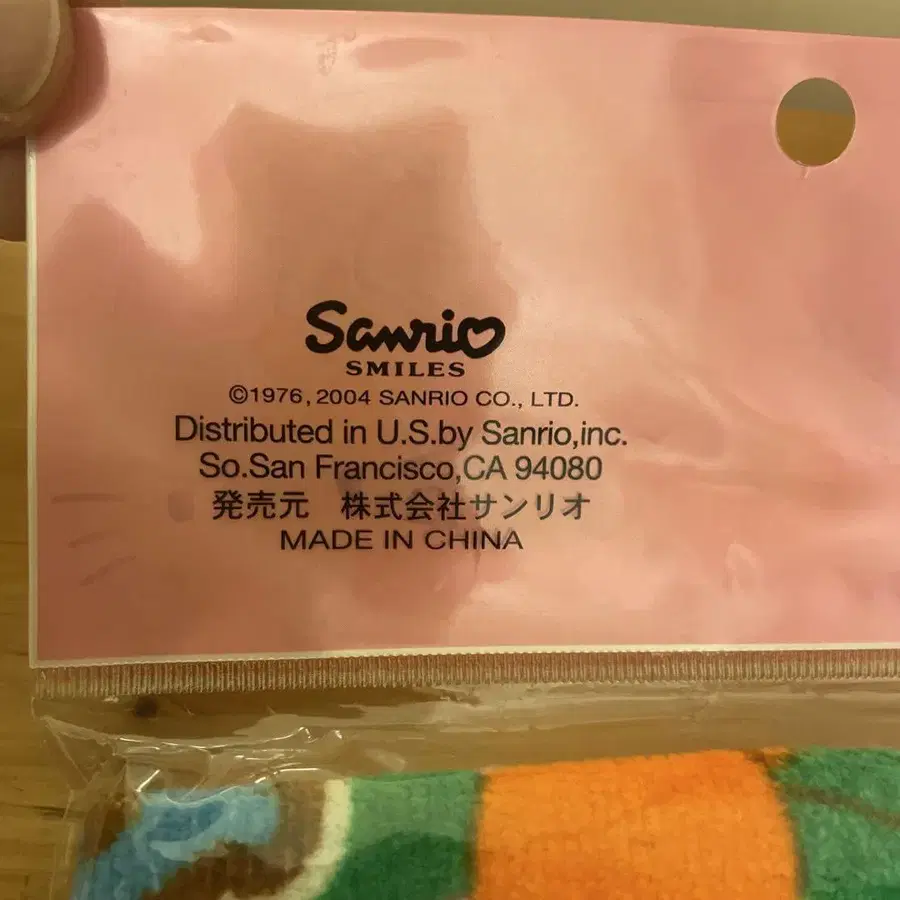 Sanrio
SMILES
©1976, 2004 SANRIO CO., LTD.
Distributed in U.S.by Sanrio,inc.
So.San Francisco,CA 94080
発売元　株式会社サンリオ
MADE IN CHINA